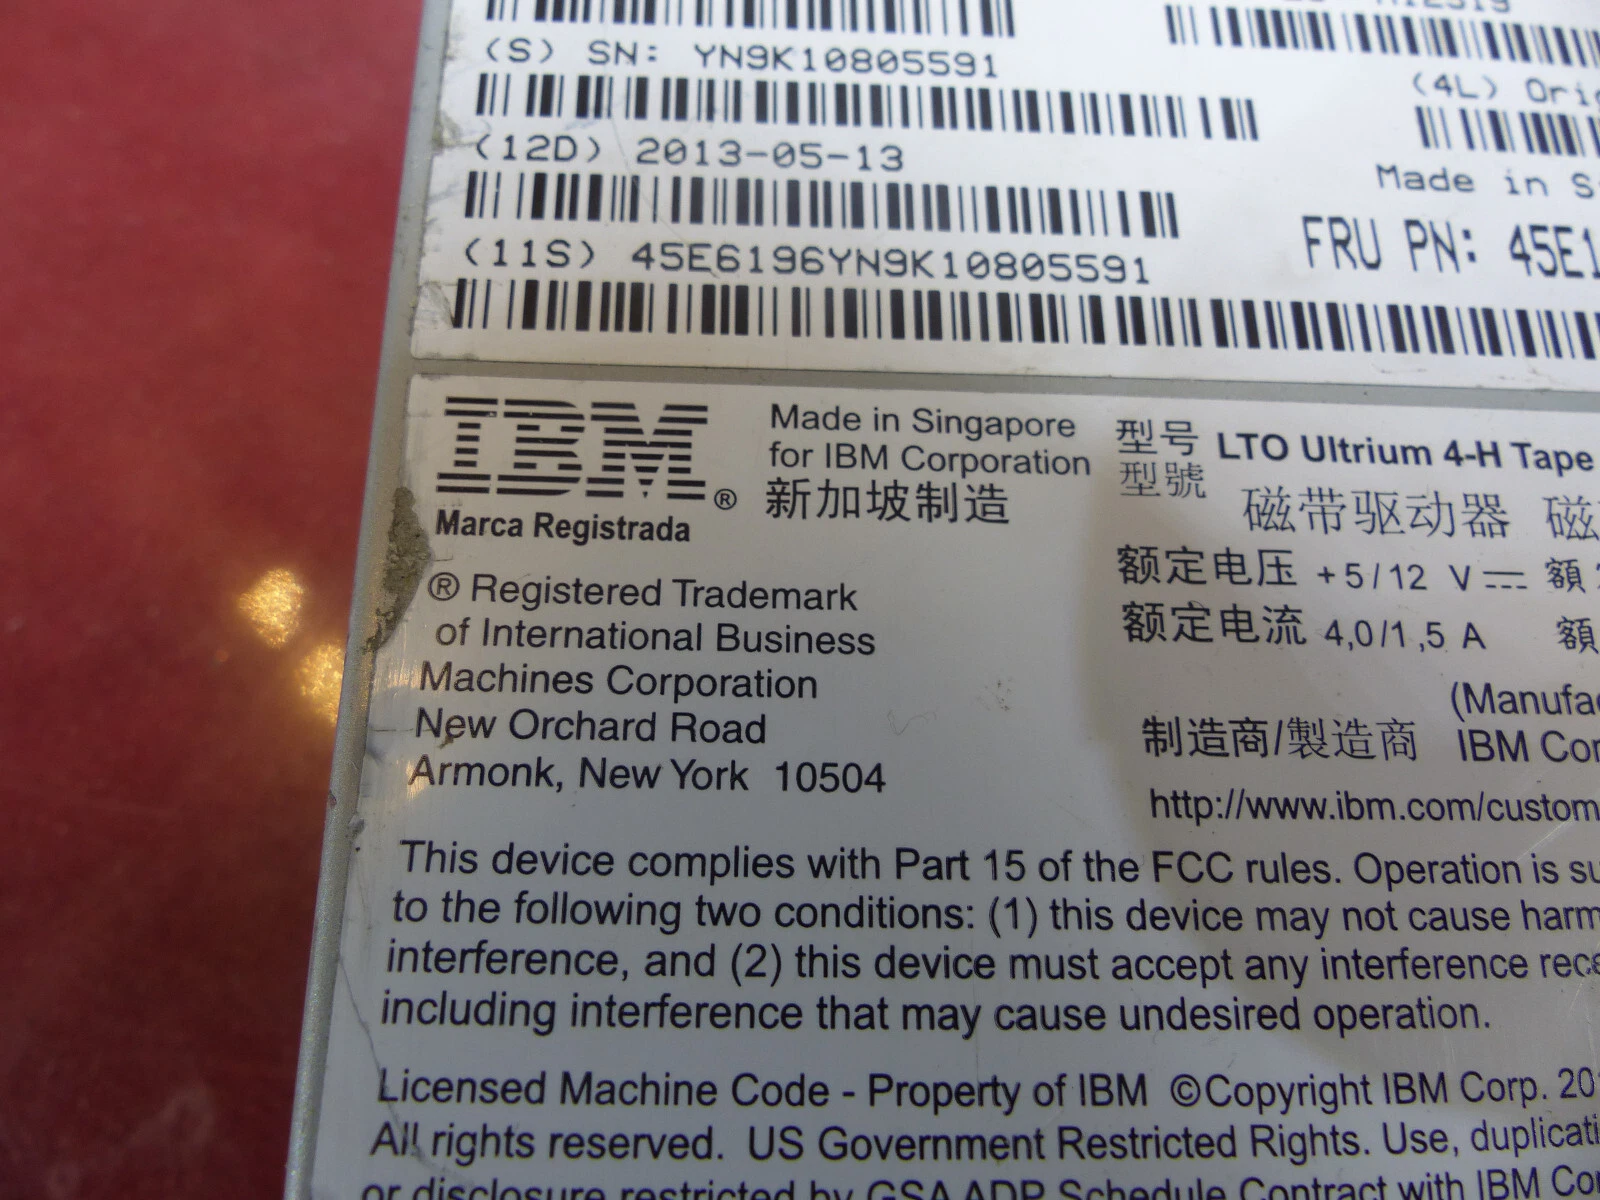 (S) SN: YN9K10805591
(4L)
(12D) 2013-05-13
Made in
(11S) 45E6196YN9K10805591
FRU PN: 45E1
IBM ®
Marca Registrada
Made in Singapore
for IBM Corporation
新加坡制造
型号 LTO Ultrium 4-H Tape
型號
磁带驱动器 磁
额定电压 +5/12 V 額
额定电流 4,0/1,5 A 額
® Registered Trademark
of International Business
Machines Corporation
New Orchard Road
Armonk, New York 10504
(Manufa
制造商/製造商 IBM Cor
http://www.ibm.com/custom
This device complies with Part 15 of the FCC rules. Operation is su
to the following two conditions: (1) this device may not cause harm
interference, and (2) this device must accept any interference rece
including interference that may cause undesired operation.
Licensed Machine Code - Property of IBM ©Copyright IBM Corp. 20
All rights reserved. US Government Restricted Rights. Use, duplicati
or disclosure restricted by GSA ADP Schedule Contract with IBM Cor